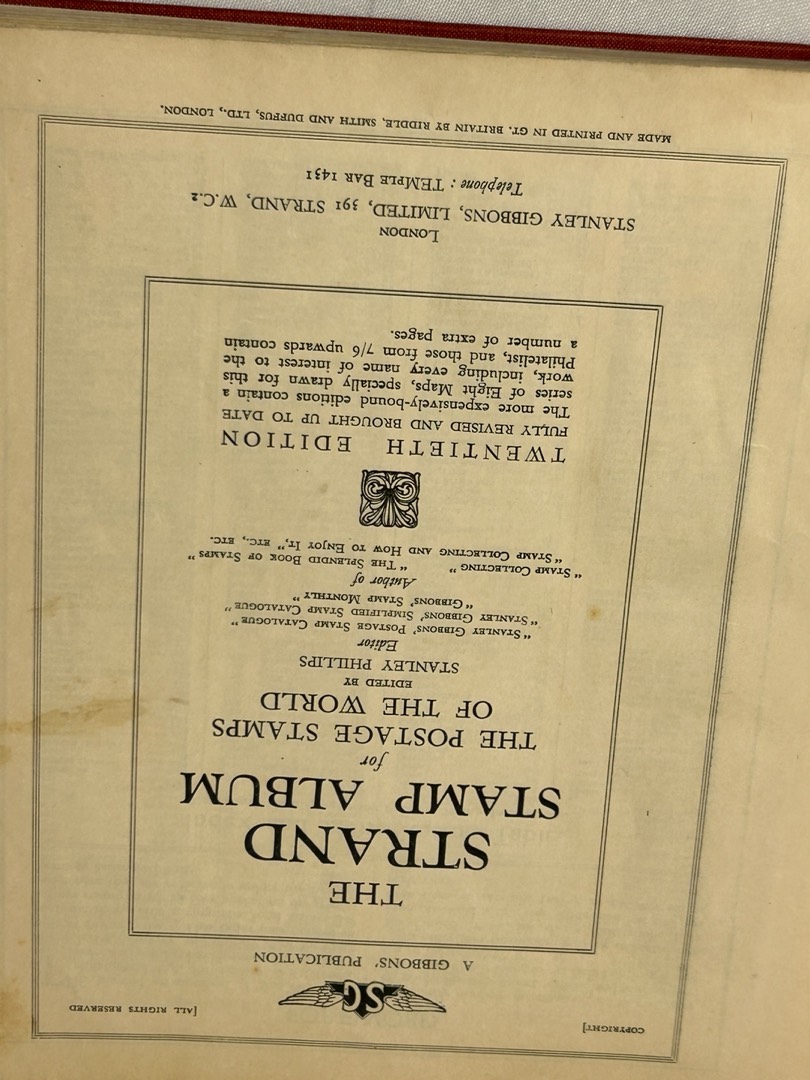 COPYRIGHT]
[ALL RIGHTS RESERVED
SG
A GIBBONS' PUBLICATION
THE
STRAND
STAMP ALBUM
for
THE POSTAGE STAMPS
OF THE WORLD
EDITED BY
STANLEY PHILLIPS
Editor
"STANLEY GIBBONS' POSTAGE STAMP CATALOGUE"
"STANLEY GIBBONS' SIMPLIFIED STAMP CATALOGUE"
"GIBBONS' STAMP MONTHLY"
Author of
"STAMP COLLECTING" "THE SPLENDID BOOK OF STAMPS"
"STAMP COLLECTING AND HOW TO ENJOY IT," ETC., ETC.
TWENTIETH EDITION
FULLY REVISED AND BROUGHT UP TO DATE
The more expensively-bound editions contain a
series of Eight Maps, specially drawn for this
work, including every name of interest to the
Philatelist, and those from 7/6 upwards contain
a number of extra pages.
LONDON
STANLEY GIBBONS, LIMITED, 391 STRAND, W.C.2
Telephone : TEMPLE BAR 1431
MADE AND PRINTED IN GT. BRITAIN BY RIDDLE, SMITH AND DUFFUS, LTD., LONDON.